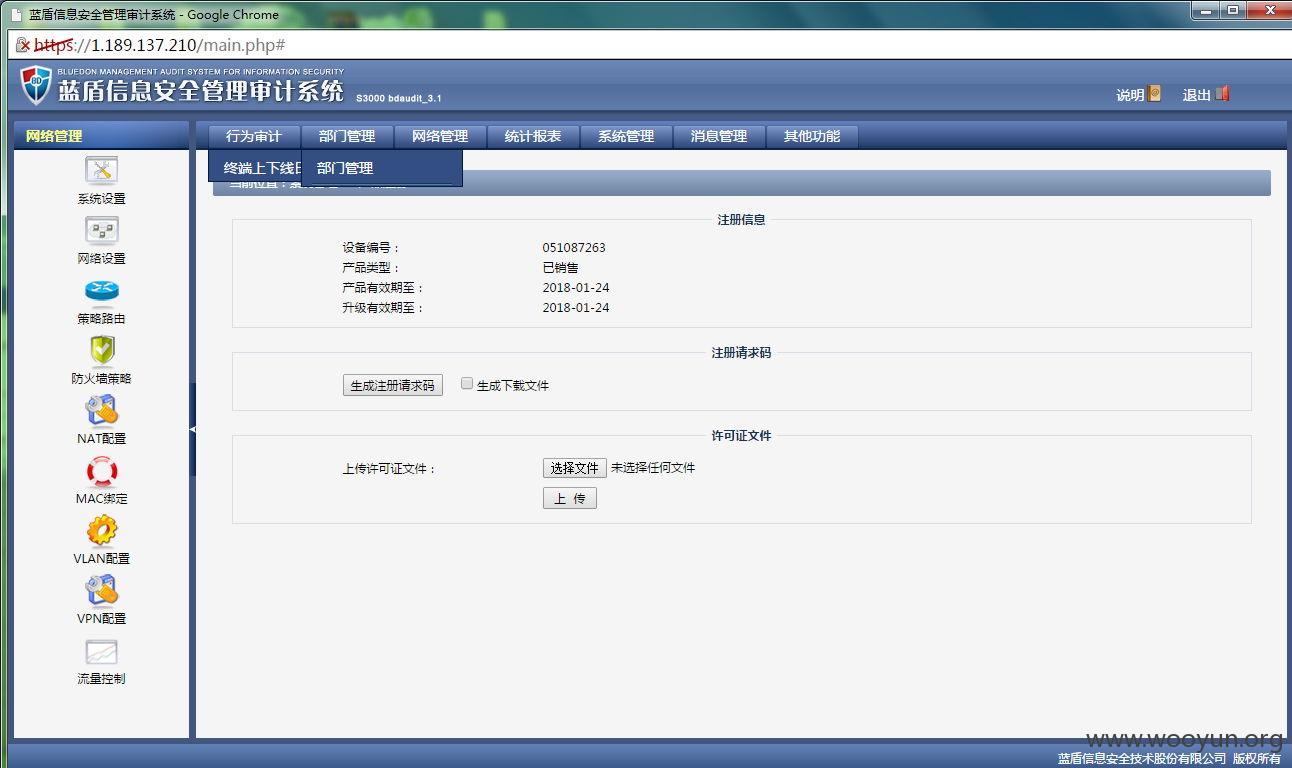 蓝盾信息安全管理审计系统 - Google Chrome
https://1.189.137.210/main.php#
BD
BLUEDON MANAGEMENT AUDIT SYSTEM FOR INFORMATION SECURITY
蓝盾信息安全管理审计系统 S3000 bdaudit_3.1
说明 退出
网络管理
行为审计 部门管理 网络管理 统计报表 系统管理 消息管理 其他功能
终端上下线 部门管理
当前位置：
系统设置
网络设置
策略路由
防火墙策略
NAT配置
MAC绑定
VLAN配置
VPN配置
流量控制
注册信息
设备编号： 051087263
产品类型： 已销售
产品有效期至： 2018-01-24
升级有效期至： 2018-01-24
注册请求码
生成注册请求码 生成下载文件
许可证文件
上传许可证文件： 选择文件 未选择任何文件
上 传
www.wooyun.org
蓝盾信息安全技术股份有限公司 版权所有